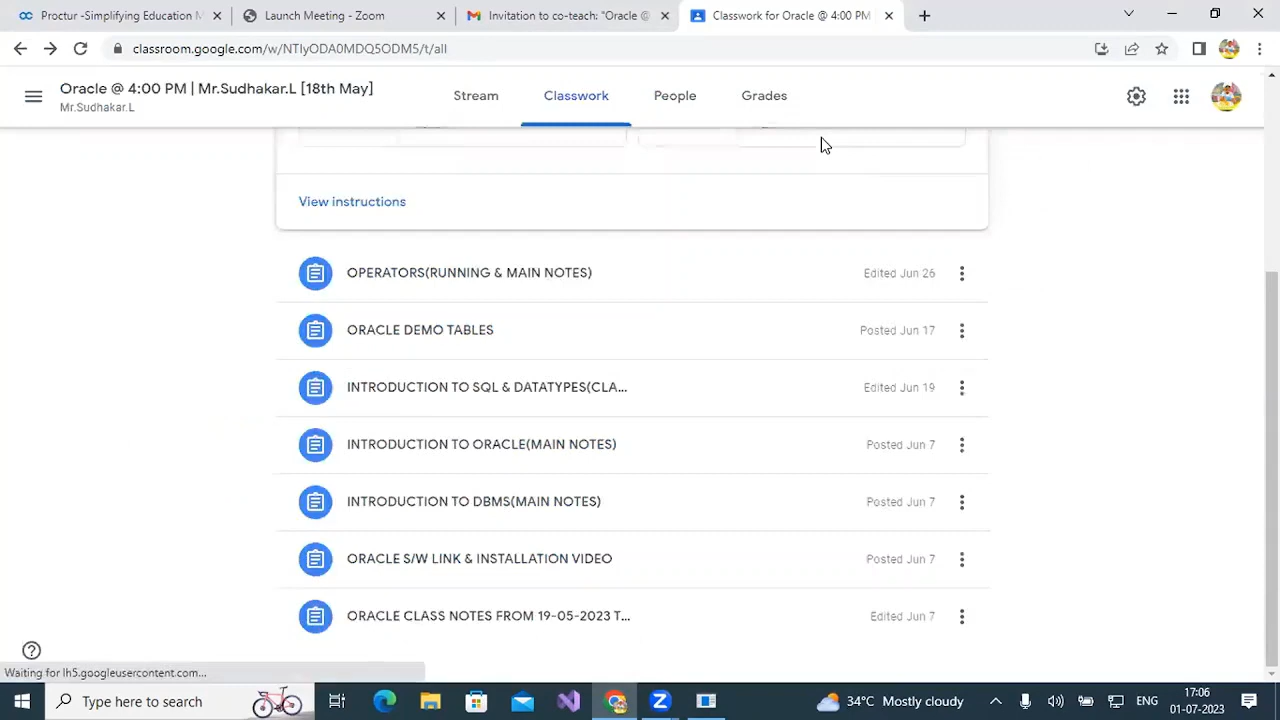 Proctur -Simplifying Education M
Launch Meeting - Zoom
Invitation to co-teach: "Oracle @
Classwork for Oracle @ 4:00 PM
classroom.google.com/w/NTIyODA0MDQ5ODM5/t/all
Oracle @ 4:00 PM | Mr.Sudhakar.L [18th May]
Mr.Sudhakar.L
Stream
Classwork
People
Grades
View instructions
OPERATORS(RUNNING & MAIN NOTES)
Edited Jun 26
ORACLE DEMO TABLES
Posted Jun 17
INTRODUCTION TO SQL & DATATYPES(CLA...
Edited Jun 19
INTRODUCTION TO ORACLE(MAIN NOTES)
Posted Jun 7
INTRODUCTION TO DBMS(MAIN NOTES)
Posted Jun 7
ORACLE S/W LINK & INSTALLATION VIDEO
Posted Jun 7
ORACLE CLASS NOTES FROM 19-05-2023 T...
Edited Jun 7
Waiting for lh5.googleusercontent.com...
Type here to search
34°C Mostly cloudy
ENG
17:06
01-07-2023